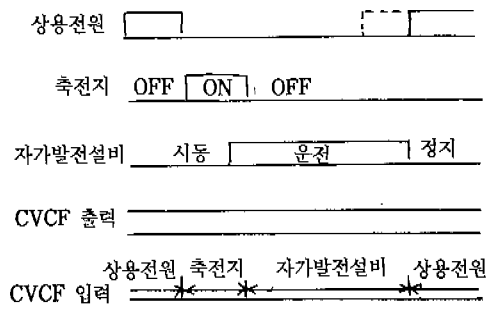 상용전원
축전지 OFF ON OFF
자가발전설비 시동 운전 정지
CVCF 출력
상용전원 축전지 자가발전설비 상용전원
CVCF 입력